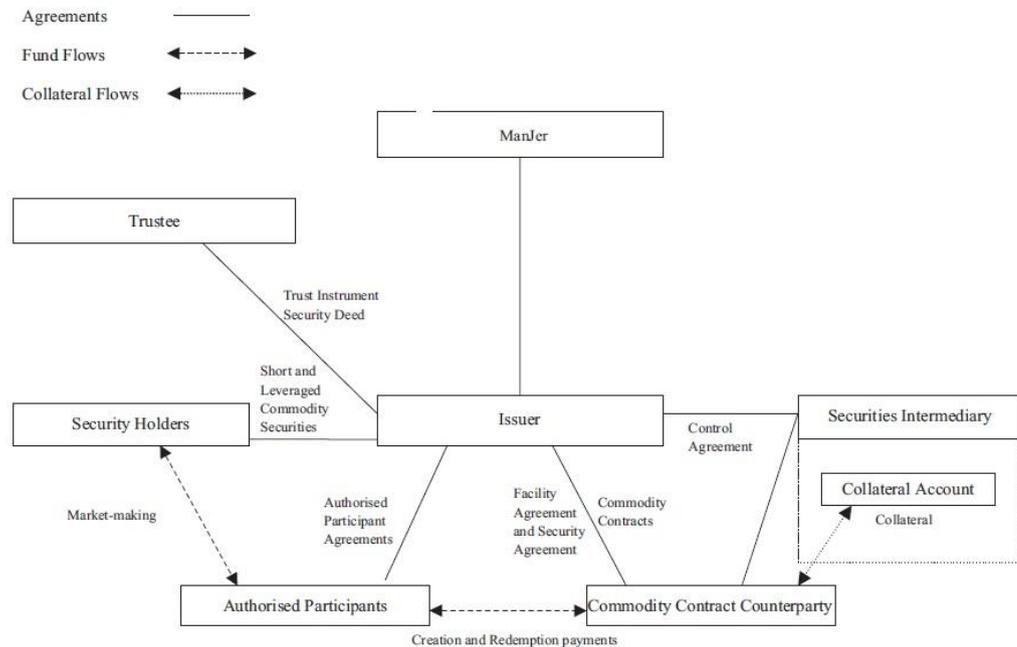 Agreements
Fund Flows
Collateral Flows
ManJer
Trustee
Trust Instrument
Security Deed
Short and
Leveraged
Commodity
Securities
Security Holders
Issuer
Securities Intermediary
Control
Agreement
Collateral Account
Collateral
Market-making
Authorised
Participant
Agreements
Facility
Agreement
and Security
Agreement
Commodity
Contracts
Authorised Participants
Commodity Contract Counterparty
Creation and Redemption payments